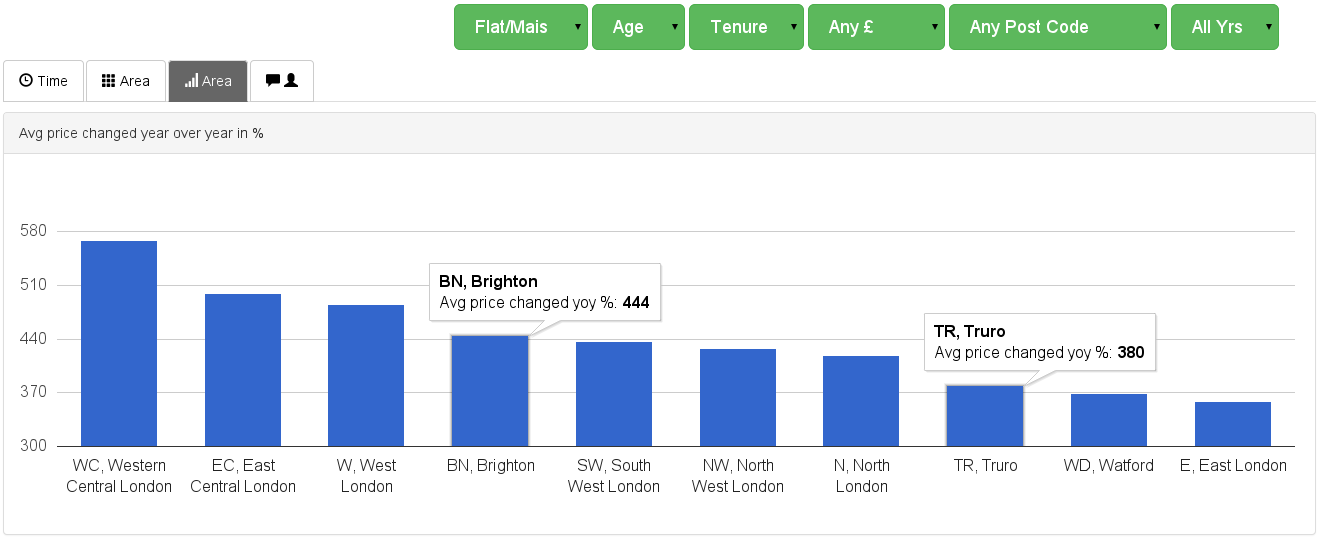 Flat/Mais Age Tenure Any £ Any Post Code All Yrs
Time Area Area
Avg price changed year over year in %
580
510
440
370
300
BN, Brighton
Avg price changed yoy %: 444
TR, Truro
Avg price changed yoy %: 380
WC, Western
Central London
EC, East
Central London
W, West
London
BN, Brighton
SW, South
West London
NW, North
West London
N, North
London
TR, Truro
WD, Watford
E, East London